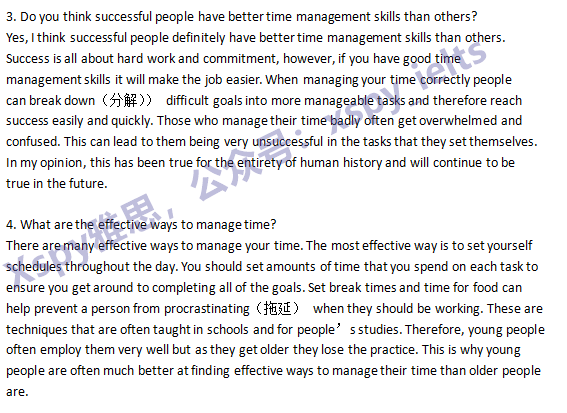 3. Do you think successful people have better time management skills than others?
Yes, I think successful people definitely have better time management skills than others.
Success is all about hard work and commitment, however, if you have good time
management skills it will make the job easier. When managing your time correctly people
can break down（分解）） difficult goals into more manageable tasks and therefore reach
success easily and quickly. Those who manage their time badly often get overwhelmed and
confused. This can lead to them being very unsuccessful in the tasks that they set themselves.
In my opinion, this has been true for the entirety of human history and will continue to be
true in the future.
4. What are the effective ways to manage time?
There are many effective ways to manage your time. The most effective way is to set yourself
schedules throughout the day. You should set amounts of time that you spend on each task to
ensure you get around to completing all of the goals. Set break times and time for food can
help prevent a person from procrastinating（拖延） when they should be working. These are
techniques that are often taught in schools and for people’s studies. Therefore, young people
often employ them very well but as they get older they lose the practice. This is why young
people are often much better at finding effective ways to manage their time than older people
are.
Xspy雅思，公众号：xspy_ielts